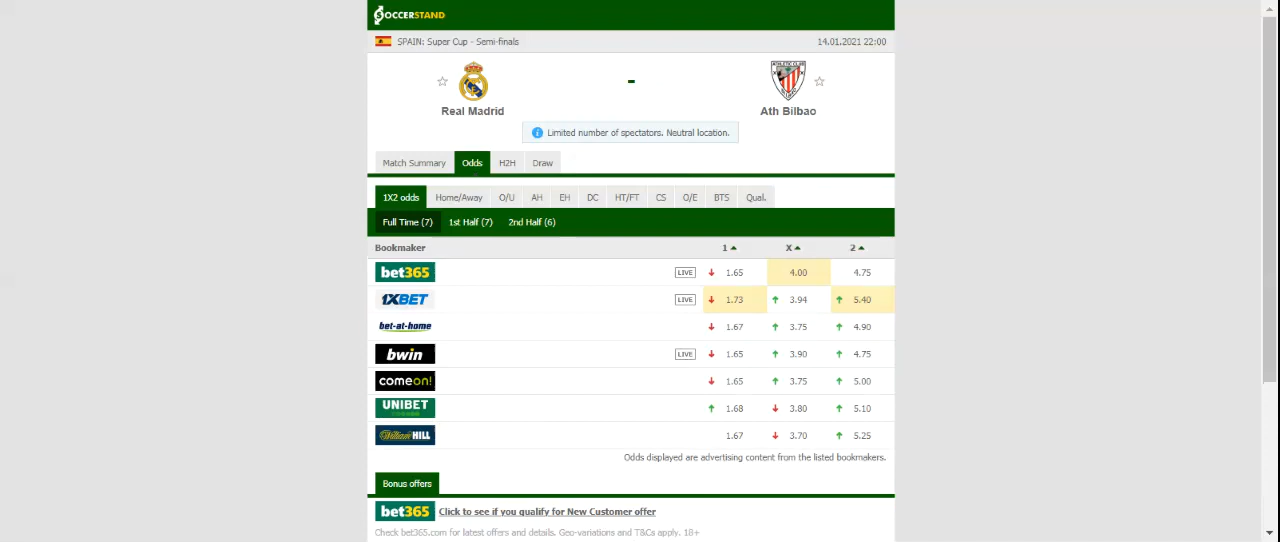 SOCCERSTAND
SPAIN: Super Cup - Semi-finals 14.01.2021 22:00
-
Real Madrid Ath Bilbao
Limited number of spectators. Neutral location.
Match Summary Odds H2H Draw
1X2 odds Home/Away O/U AH EH DC HT/FT CS O/E BTS Qual.
Full Time (7) 1st Half (7) 2nd Half (6)
Bookmaker 1 X 2
bet365 LIVE 1.65 4.00 4.75
1XBET LIVE 1.73 3.94 5.40
bet-at-home 1.67 3.75 4.90
bwin LIVE 1.65 3.90 4.75
comeon! 1.65 3.75 5.00
UNIBET 1.68 3.80 5.10
William HILL 1.67 3.70 5.25
Odds displayed are advertising content from the listed bookmakers.
Bonus offers
bet365 Click to see if you qualify for New Customer offer
Check bet365.com for latest offers and details. Geo-variations and T&Cs apply. 18+